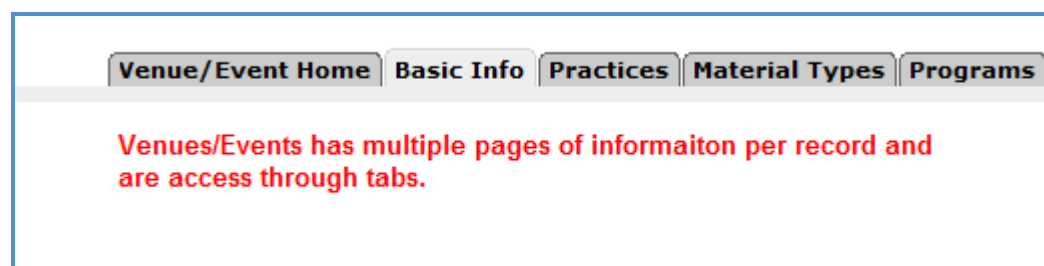 Venue/Event Home Basic Info Practices Material Types Programs
Venues/Events has multiple pages of informaiton per record and
are access through tabs.